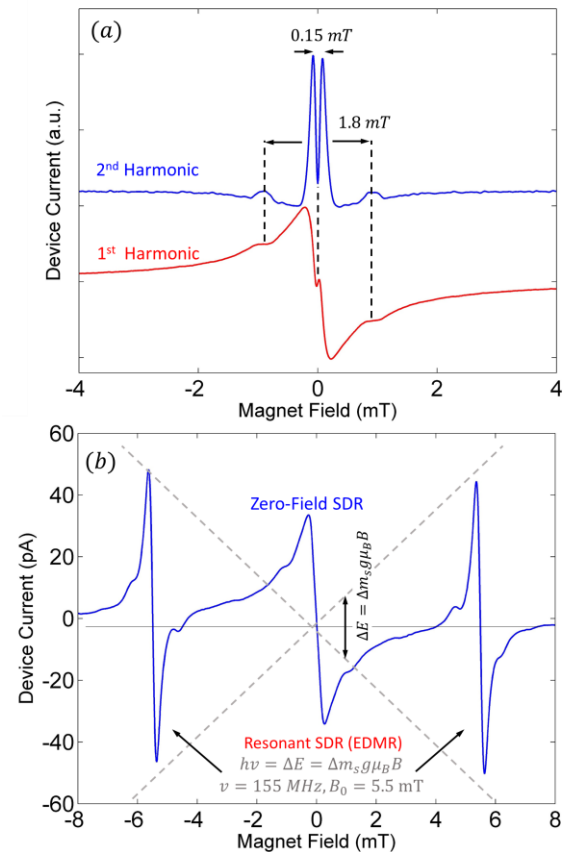 (a)
0.15 mT
1.8 mT
2nd Harmonic
1st Harmonic
Device Current (a.u.)
-4
-2
0
2
4
Magnet Field (mT)
(b)
60
40
20
0
-20
-40
-60
Device Current (pA)
Zero-Field SDR
ΔE = Δm_s gμ_B B
Resonant SDR (EDMR)
hν = ΔE = Δm_s gμ_B B
ν = 155 MHz, B_0 = 5.5 mT
-8
-6
-4
-2
0
2
4
6
8
Magnet Field (mT)